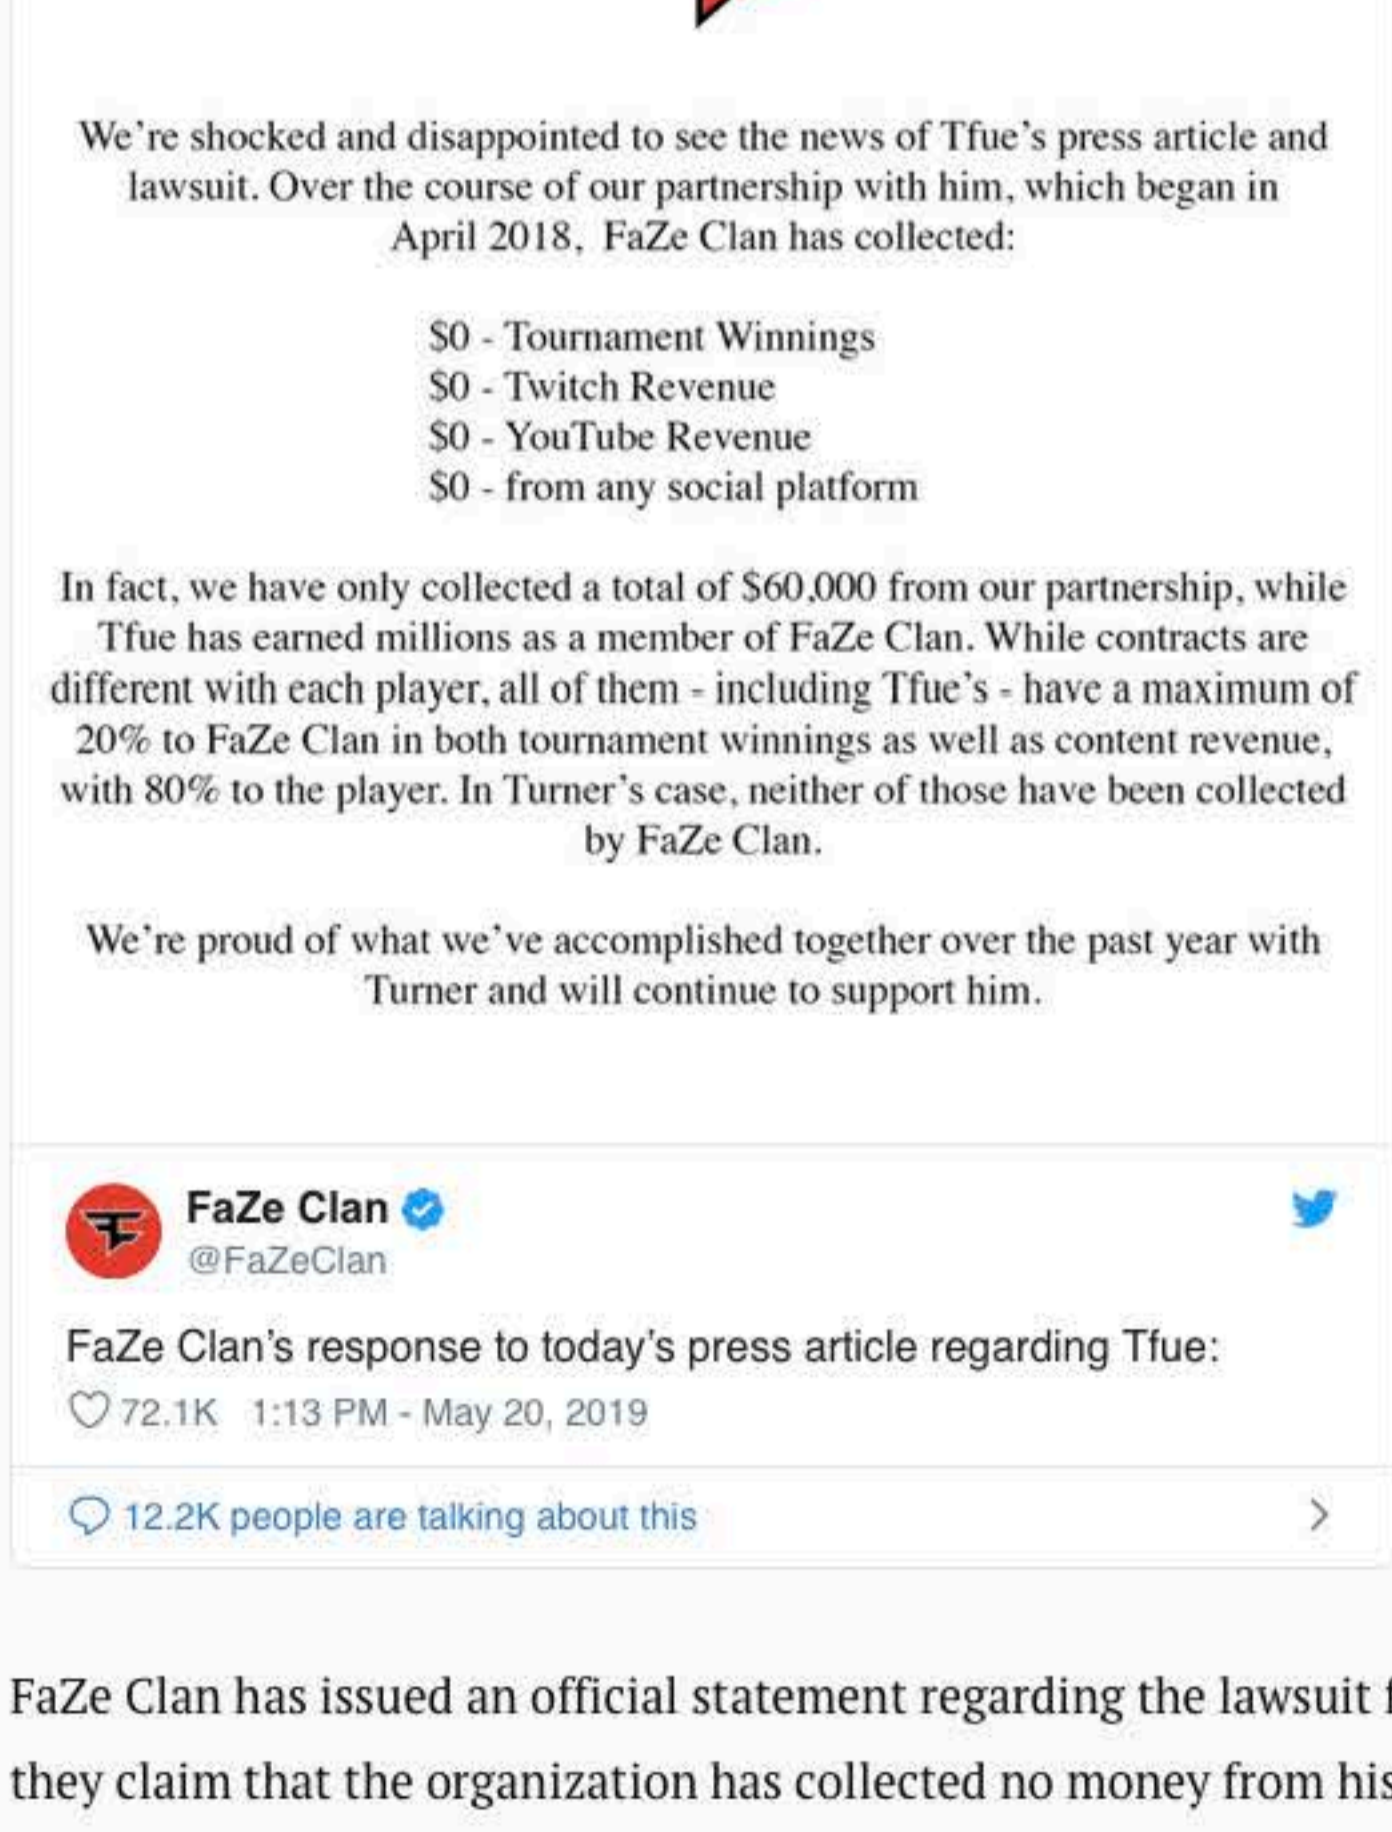 We're shocked and disappointed to see the news of Tfue's press article and
lawsuit. Over the course of our partnership with him, which began in
April 2018, FaZe Clan has collected:
$0 - Tournament Winnings
$0 - Twitch Revenue
$0 - YouTube Revenue
$0 - from any social platform
In fact, we have only collected a total of $60,000 from our partnership, while
Tfue has earned millions as a member of FaZe Clan. While contracts are
different with each player, all of them - including Tfue's - have a maximum of
20% to FaZe Clan in both tournament winnings as well as content revenue,
with 80% to the player. In Turner's case, neither of those have been collected
by FaZe Clan.
We're proud of what we've accomplished together over the past year with
Turner and will continue to support him.
FaZe Clan
@FaZeClan
FaZe Clan's response to today's press article regarding Tfue:
72.1K 1:13 PM - May 20, 2019
12.2K people are talking about this
FaZe Clan has issued an official statement regarding the lawsuit
they claim that the organization has collected no money from his